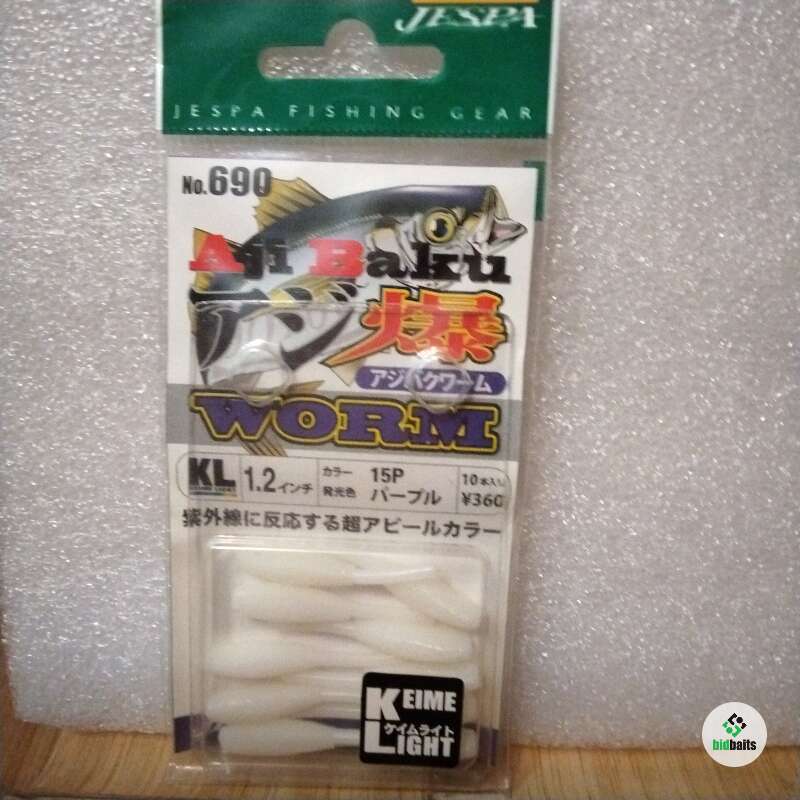 JESPA
JESPA FISHING GEAR
No.690
Aji Baku
アジ爆
アジバクワーム
WORM
KL 1.2インチ カラー 15P 10本入り
発光色 パープル ¥360
紫外線に反応する超アピールカラー
KEIME
ケイムライト
LIGHT
bidbaits